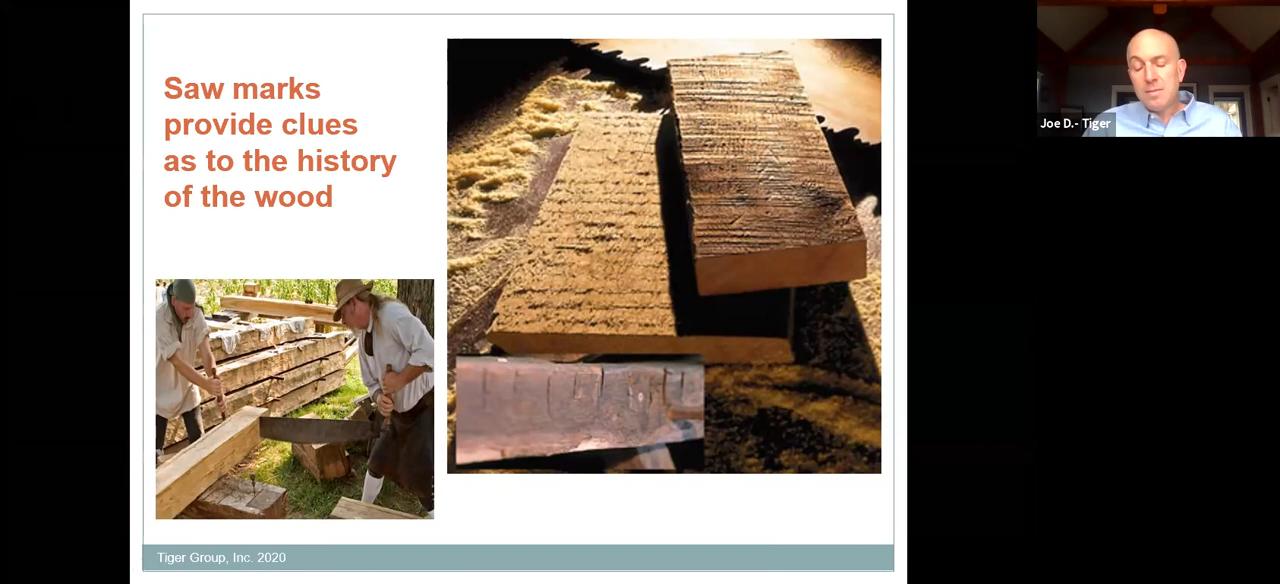 Saw marks
provide clues
as to the history
of the wood
Joe D.- Tiger
Tiger Group, Inc. 2020